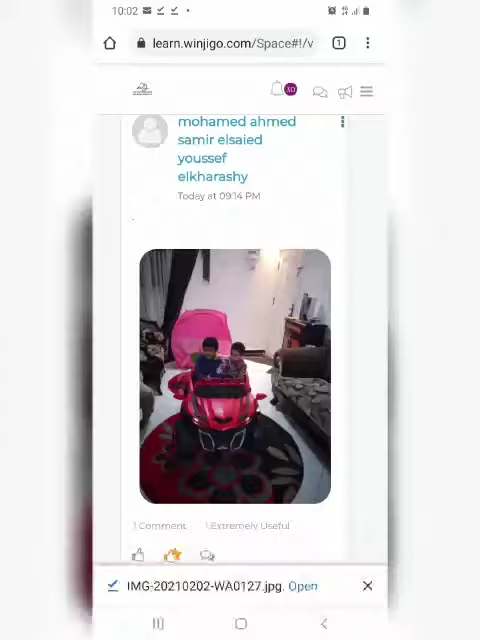 10:02
learn.winjigo.com/Space#!/v
1
30
mohamed ahmed
samir elsaied
youssef
elkharashy
Today at 09:14 PM
.
1 Comment 1 Extremely Useful
IMG-20210202-WA0127.jpg. Open